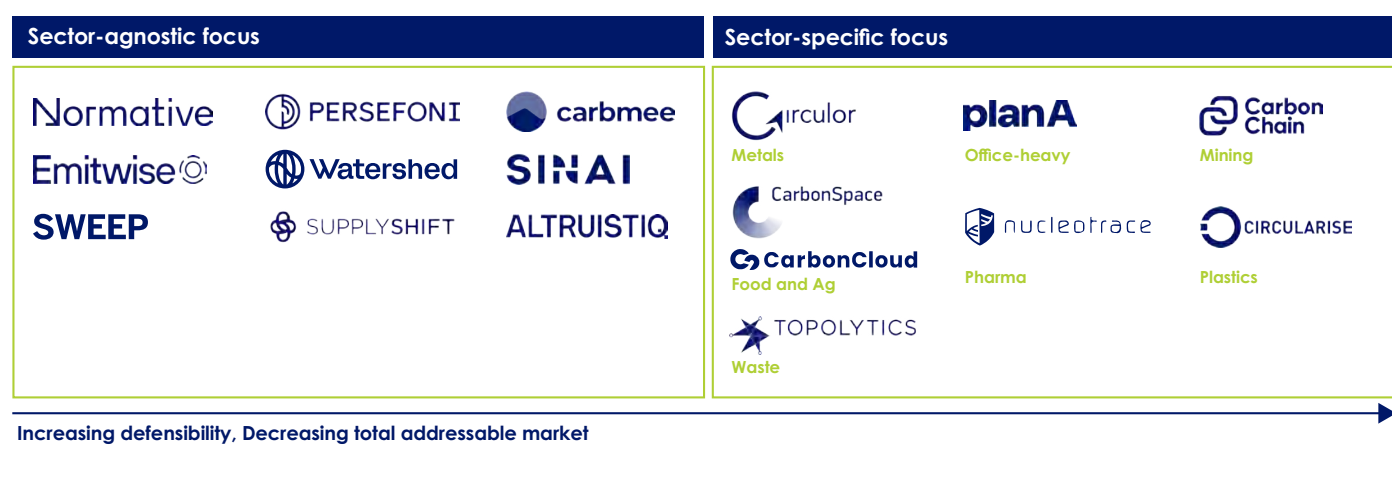 Sector-agnostic focus
Sector-specific focus
Normative
PERSEFONI
carbmee
Emitwise
Watershed
SINAI
SWEEP
SUPPLYSHIFT
ALTRUISTIQ
Circulor
Metals
planA
Office-heavy
Carbon
Chain
Mining
CarbonSpace
CarbonCloud
Food and Ag
nucleotrace
Pharma
CIRCULARISE
Plastics
TOPOLYTICS
Waste
Increasing defensibility, Decreasing total addressable market